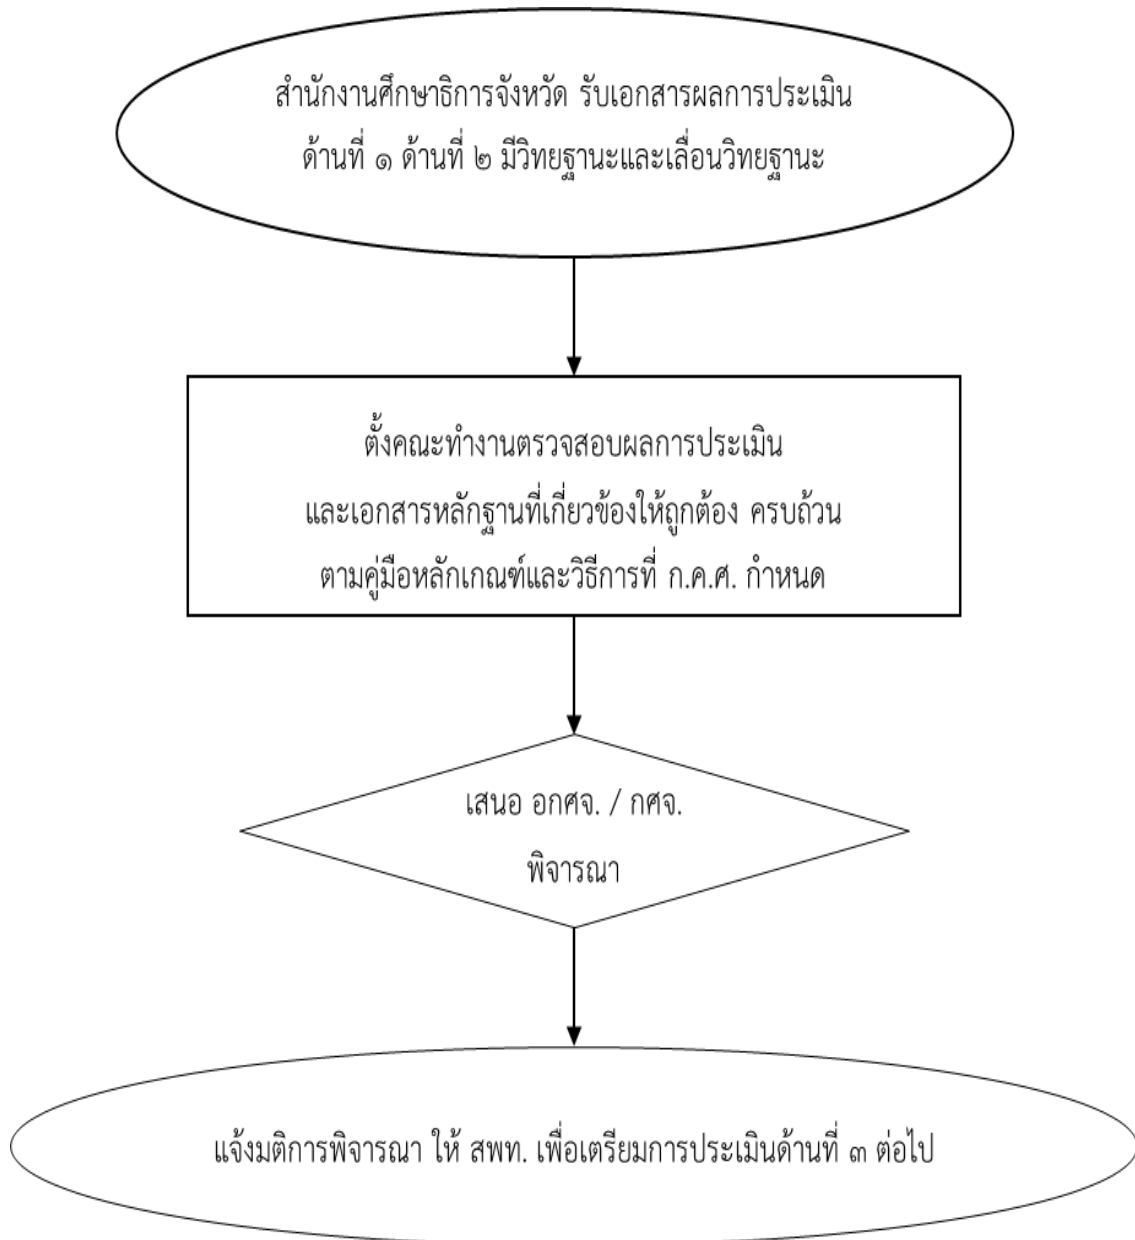 สำนักงานศึกษาธิการจังหวัด รับเอกสารผลการประเมิน
ด้านที่ ๑ ด้านที่ ๒ มีวิทยฐานะและเลื่อนวิทยฐานะ
ตั้งคณะทำงานตรวจสอบผลการประเมิน
และเอกสารหลักฐานที่เกี่ยวข้องให้ถูกต้อง ครบถ้วน
ตามคู่มือหลักเกณฑ์และวิธีการที่ ก.ค.ศ. กำหนด
เสนอ อกศจ. / กศจ.
พิจารณา
แจ้งมติการพิจารณา ให้ สพท. เพื่อเตรียมการประเมินด้านที่ ๓ ต่อไป